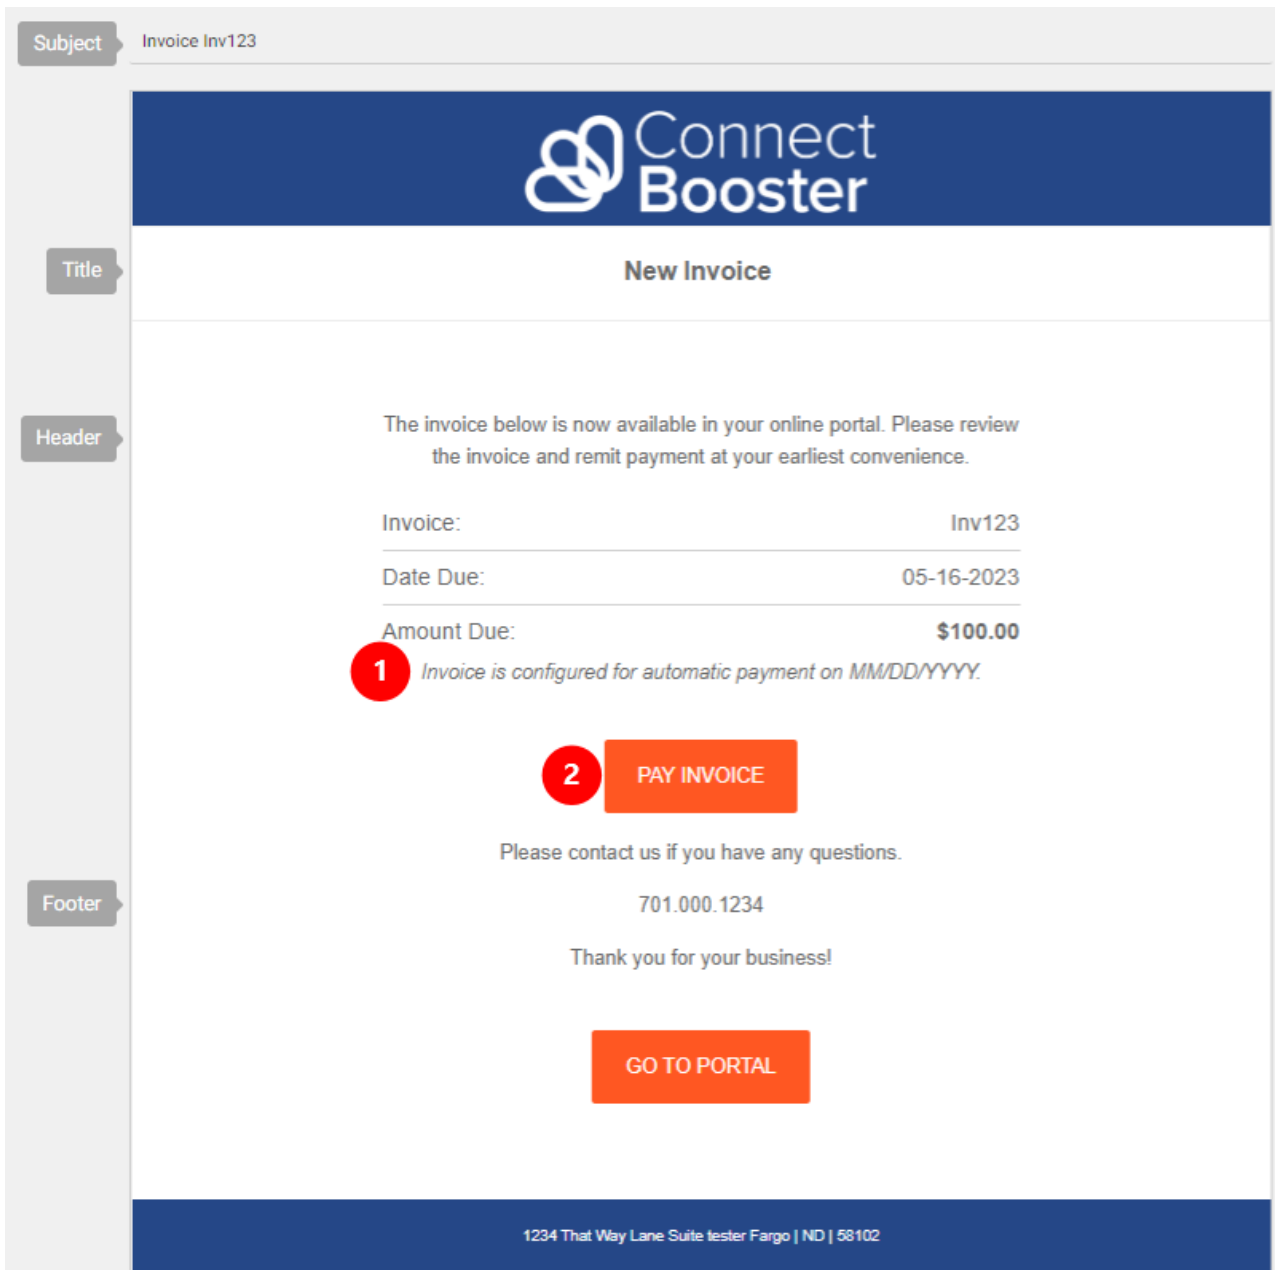 Subject
Invoice Inv123
Connect
Booster
Title
New Invoice
Header
The invoice below is now available in your online portal. Please review
the invoice and remit payment at your earliest convenience.
Invoice: Inv123
Date Due: 05-16-2023
Amount Due: $100.00
1 Invoice is configured for automatic payment on MM/DD/YYYY.
2 PAY INVOICE
Please contact us if you have any questions.
Footer
701.000.1234
Thank you for your business!
GO TO PORTAL
1234 That Way Lane Suite tester Fargo | ND | 58102